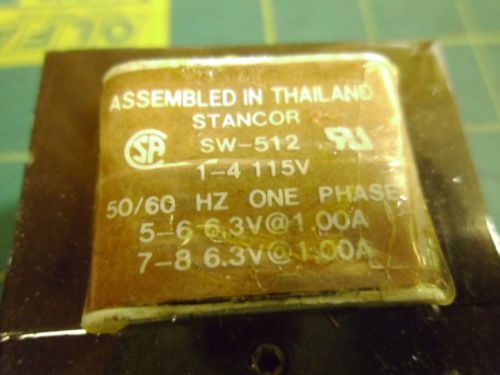 OLFA
ASSEMBLED IN THAILAND
STANCOR
SW-512
1-4 115V
50/60 HZ ONE PHASE
5-6 6.3V@1.00A
7-8 6.3V@1.00A